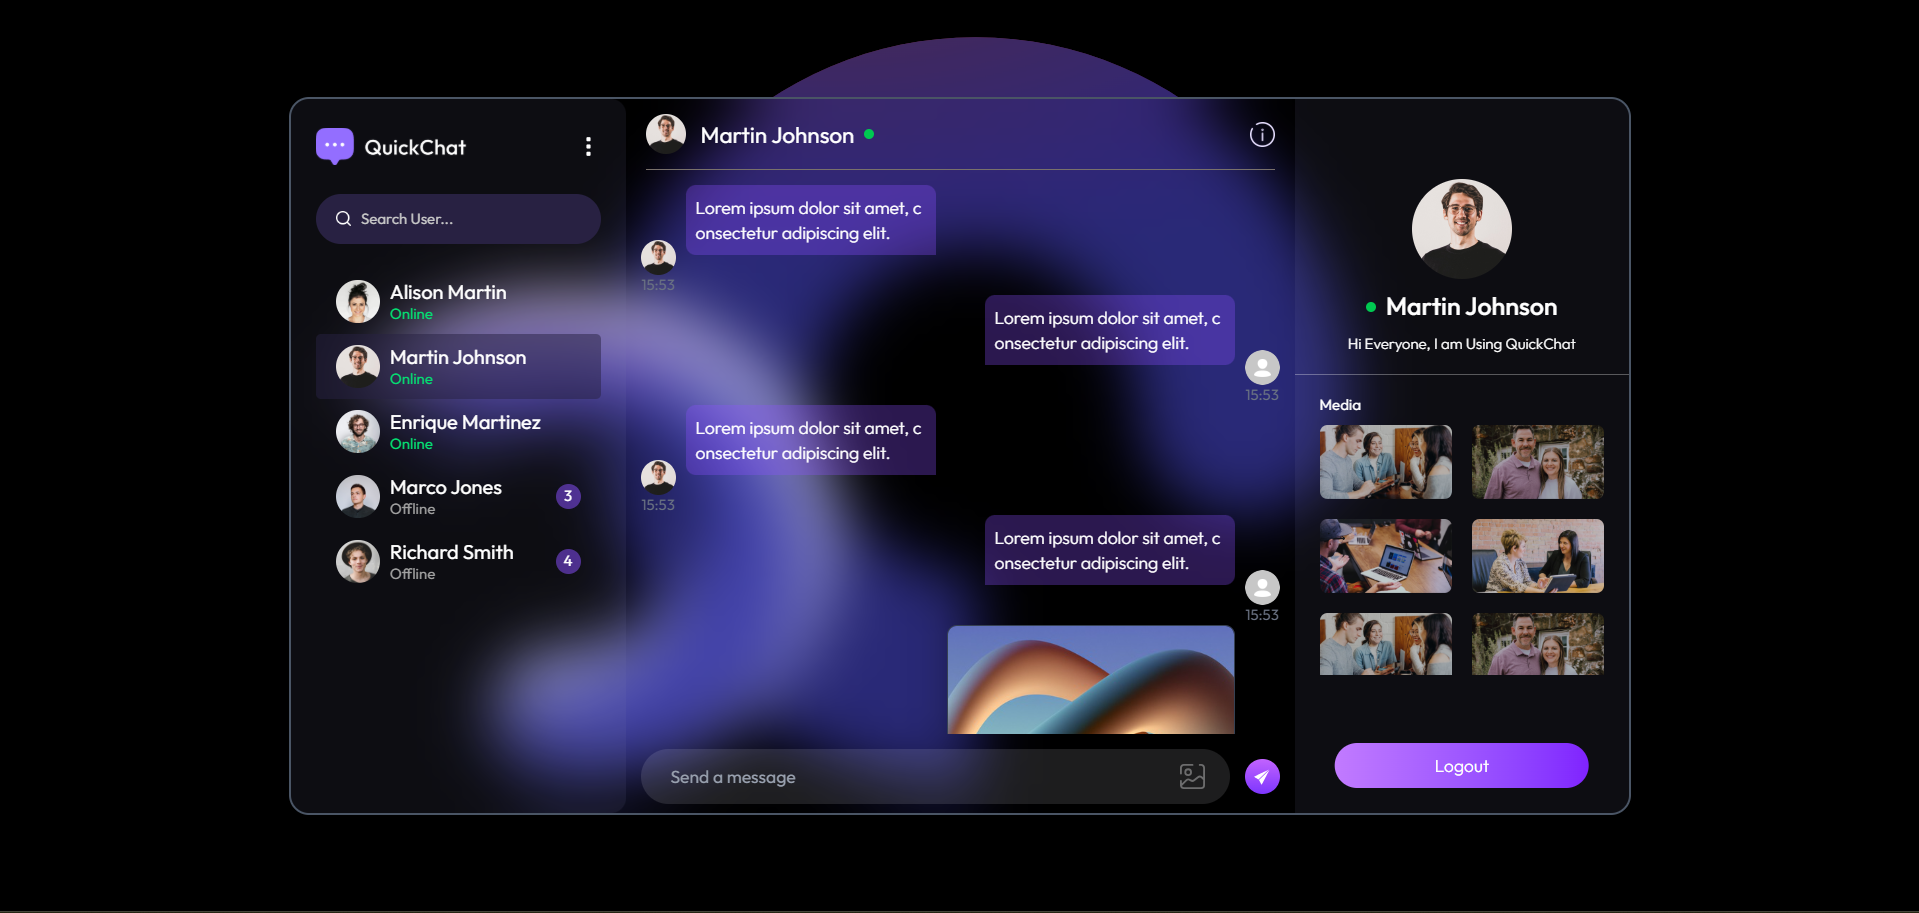 QuickChat
Search User...
Alison Martin
Online
Martin Johnson
Online
Enrique Martinez
Online
Marco Jones
Offline
3
Richard Smith
Offline
4
Martin Johnson
Lorem ipsum dolor sit amet, c
onsectetur adipiscing elit.
15:53
Lorem ipsum dolor sit amet, c
onsectetur adipiscing elit.
15:53
Lorem ipsum dolor sit amet, c
onsectetur adipiscing elit.
15:53
Lorem ipsum dolor sit amet, c
onsectetur adipiscing elit.
15:53
Send a message
Martin Johnson
Hi Everyone, I am Using QuickChat
Media
Logout